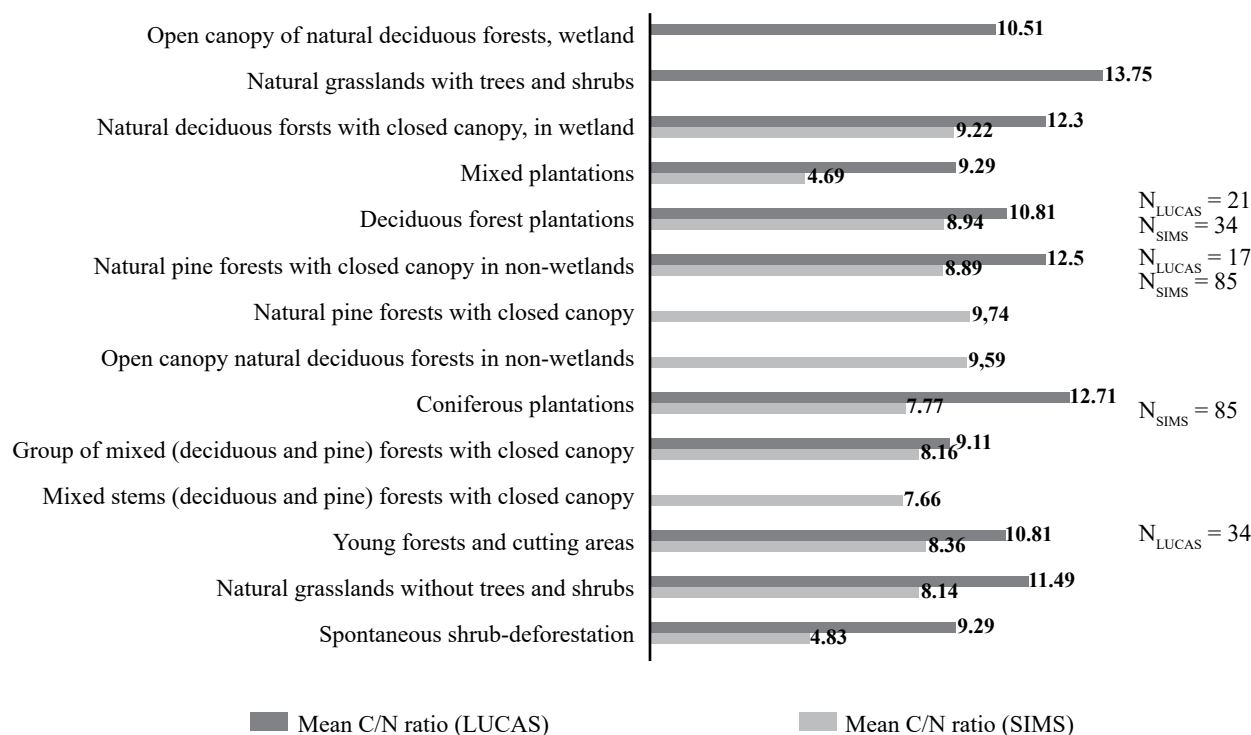 Open canopy of natural deciduous forests, wetland 10.51
Natural grasslands with trees and shrubs 13.75
Natural deciduous forsts with closed canopy, in wetland 12.3
9.22
Mixed plantations 9.29
4.69
Deciduous forest plantations 10.81
8.94
N_LUCAS = 21
N_SIMS = 34
Natural pine forests with closed canopy in non-wetlands 12.5
8.89
N_LUCAS = 17
N_SIMS = 85
Natural pine forests with closed canopy 9,74
Open canopy natural deciduous forests in non-wetlands 9,59
Coniferous plantations 12.71
7.77
N_SIMS = 85
Group of mixed (deciduous and pine) forests with closed canopy 9.11
8.16
Mixed stems (deciduous and pine) forests with closed canopy 7.66
Young forests and cutting areas 10.81
8.36
N_LUCAS = 34
Natural grasslands without trees and shrubs 11.49
8.14
Spontaneous shrub-deforestation 9.29
4.83
Mean C/N ratio (LUCAS)
Mean C/N ratio (SIMS)